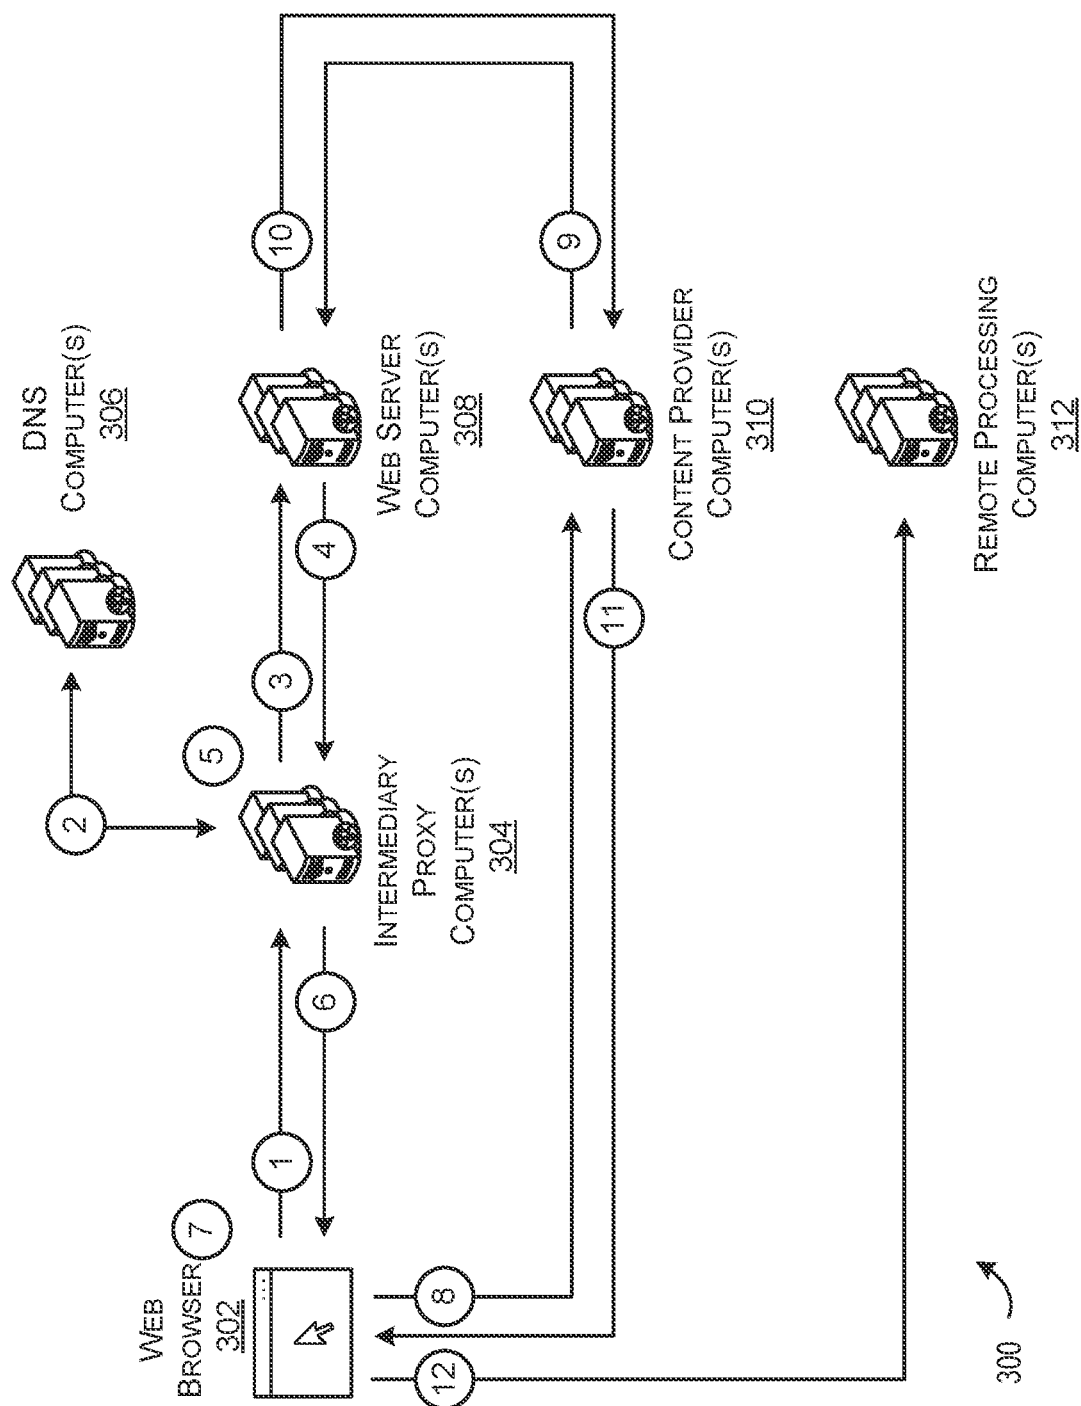 DNS
COMPUTER(S)
306
WEB
BROWSER
302
7
1
6
5
2
3
4
10
9
INTERMEDIARY
PROXY
COMPUTER(S)
304
WEB SERVER
COMPUTER(S)
308
8
11
CONTENT PROVIDER
COMPUTER(S)
310
12
REMOTE PROCESSING
COMPUTER(S)
312
300